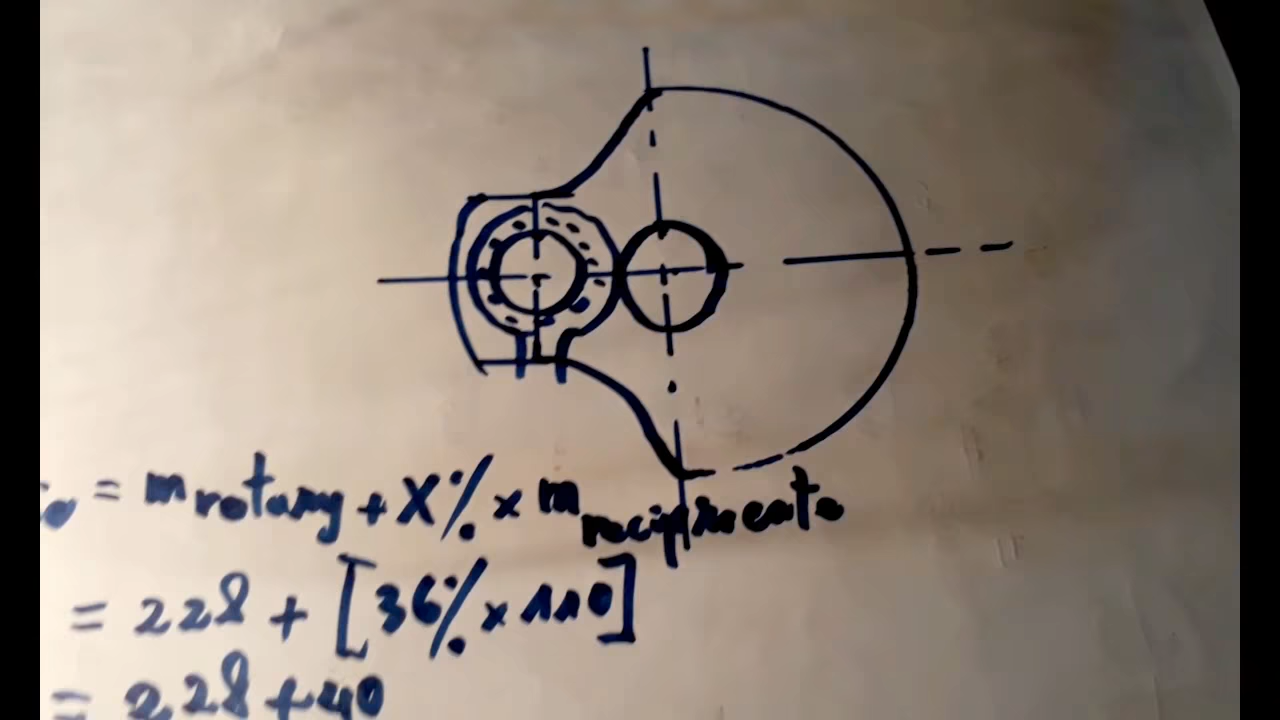 = m rotary + X% × m reciprocate
= 228 + [36% × 110]
= 228 + 40